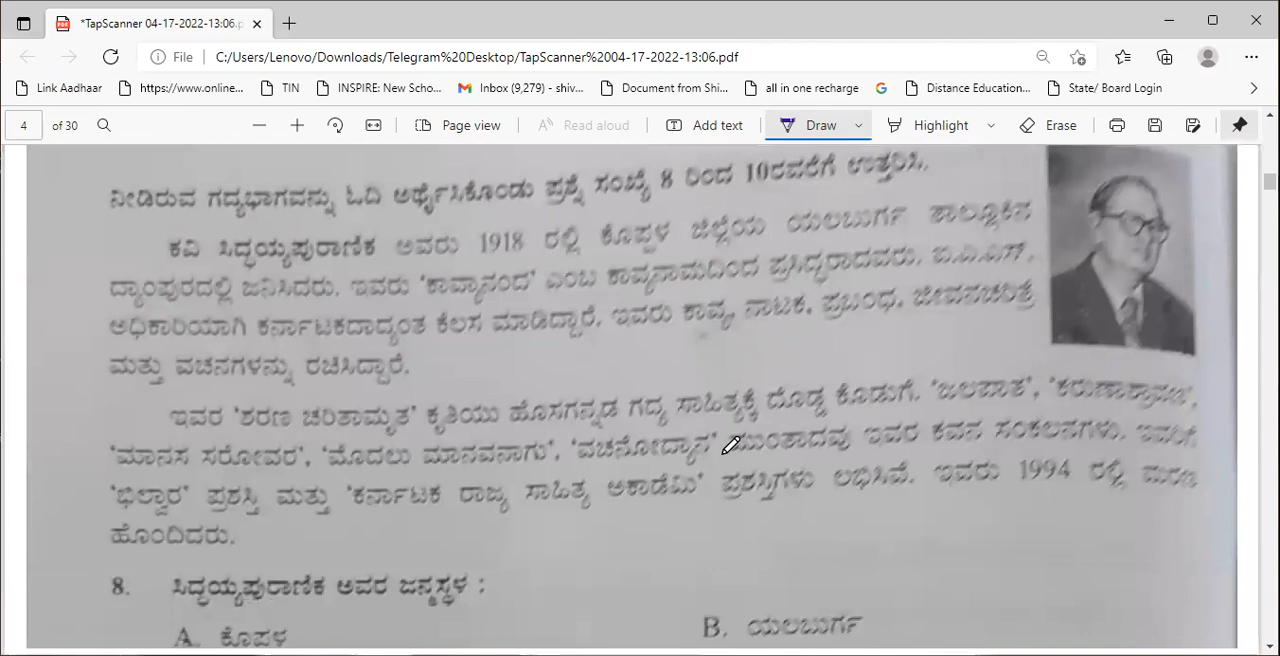 *TapScanner 04-17-2022-13:06.p
File C:/Users/Lenovo/Downloads/Telegram%20Desktop/TapScanner%2004-17-2022-13:06.pdf
Link Aadhaar https://www.online... TIN INSPIRE: New Scho... Inbox (9,279) - shiv... Document from Shi... all in one recharge Distance Education... State/ Board Login
4 of 30 Page view Read aloud Add text Draw Highlight Erase
ನೀಡಿರುವ ಗದ್ಯಭಾಗವನ್ನು ಓದಿ ಅರ್ಥೈಸಿಕೊಂಡು ಪ್ರಶ್ನೆ ಸಂಖ್ಯೆ 8 ರಿಂದ 10ರವರೆಗೆ ಉತ್ತರಿಸಿ.
ಕವಿ ಸಿದ್ಧಯ್ಯಪುರಾಣಿಕ ಅವರು 1918 ರಲ್ಲಿ ಕೊಪ್ಪಳ ಜಿಲ್ಲೆಯ ಯಲಬುರ್ಗ ತಾಲ್ಲೂಕಿನ
ದ್ಯಾಂಪುರದಲ್ಲಿ ಜನಿಸಿದರು. ಇವರು 'ಕಾವ್ಯಾನಂದ' ಎಂಬ ಕಾವ್ಯನಾಮದಿಂದ ಪ್ರಸಿದ್ಧರಾದವರು. ಐ.ಎ.ಎಸ್.
ಅಧಿಕಾರಿಯಾಗಿ ಕರ್ನಾಟಕದಾದ್ಯಂತ ಕೆಲಸ ಮಾಡಿದ್ದಾರೆ. ಇವರು ಕಾವ್ಯ, ನಾಟಕ, ಪ್ರಬಂಧ, ಜೀವನಚರಿತ್ರೆ
ಮತ್ತು ವಚನಗಳನ್ನು ರಚಿಸಿದ್ದಾರೆ.
ಇವರ 'ಶರಣ ಚರಿತಾಮೃತ' ಕೃತಿಯು ಹೊಸಗನ್ನಡ ಗದ್ಯ ಸಾಹಿತ್ಯಕ್ಕೆ ದೊಡ್ಡ ಕೊಡುಗೆ. 'ಜಲಪಾತ', 'ಕರುಣಾಶ್ರಾವಣ',
'ಮಾನಸ ಸರೋವರ', 'ಮೊದಲು ಮಾನವನಾಗು', 'ವಚನೋದ್ಯಾನ' ಮುಂತಾದವು ಇವರ ಕವನ ಸಂಕಲನಗಳು. ಇವರಿಗೆ
'ಭಿಲ್ವಾರ' ಪ್ರಶಸ್ತಿ ಮತ್ತು 'ಕರ್ನಾಟಕ ರಾಜ್ಯ ಸಾಹಿತ್ಯ ಅಕಾಡೆಮಿ' ಪ್ರಶಸ್ತಿಗಳು ಲಭಿಸಿವೆ. ಇವರು 1994 ರಲ್ಲಿ ಮರಣ
ಹೊಂದಿದರು.
8. ಸಿದ್ಧಯ್ಯಪುರಾಣಿಕ ಅವರ ಜನ್ಮಸ್ಥಳ :
A. ಕೊಪಳ B. ಯಲಬುರ್ಗ